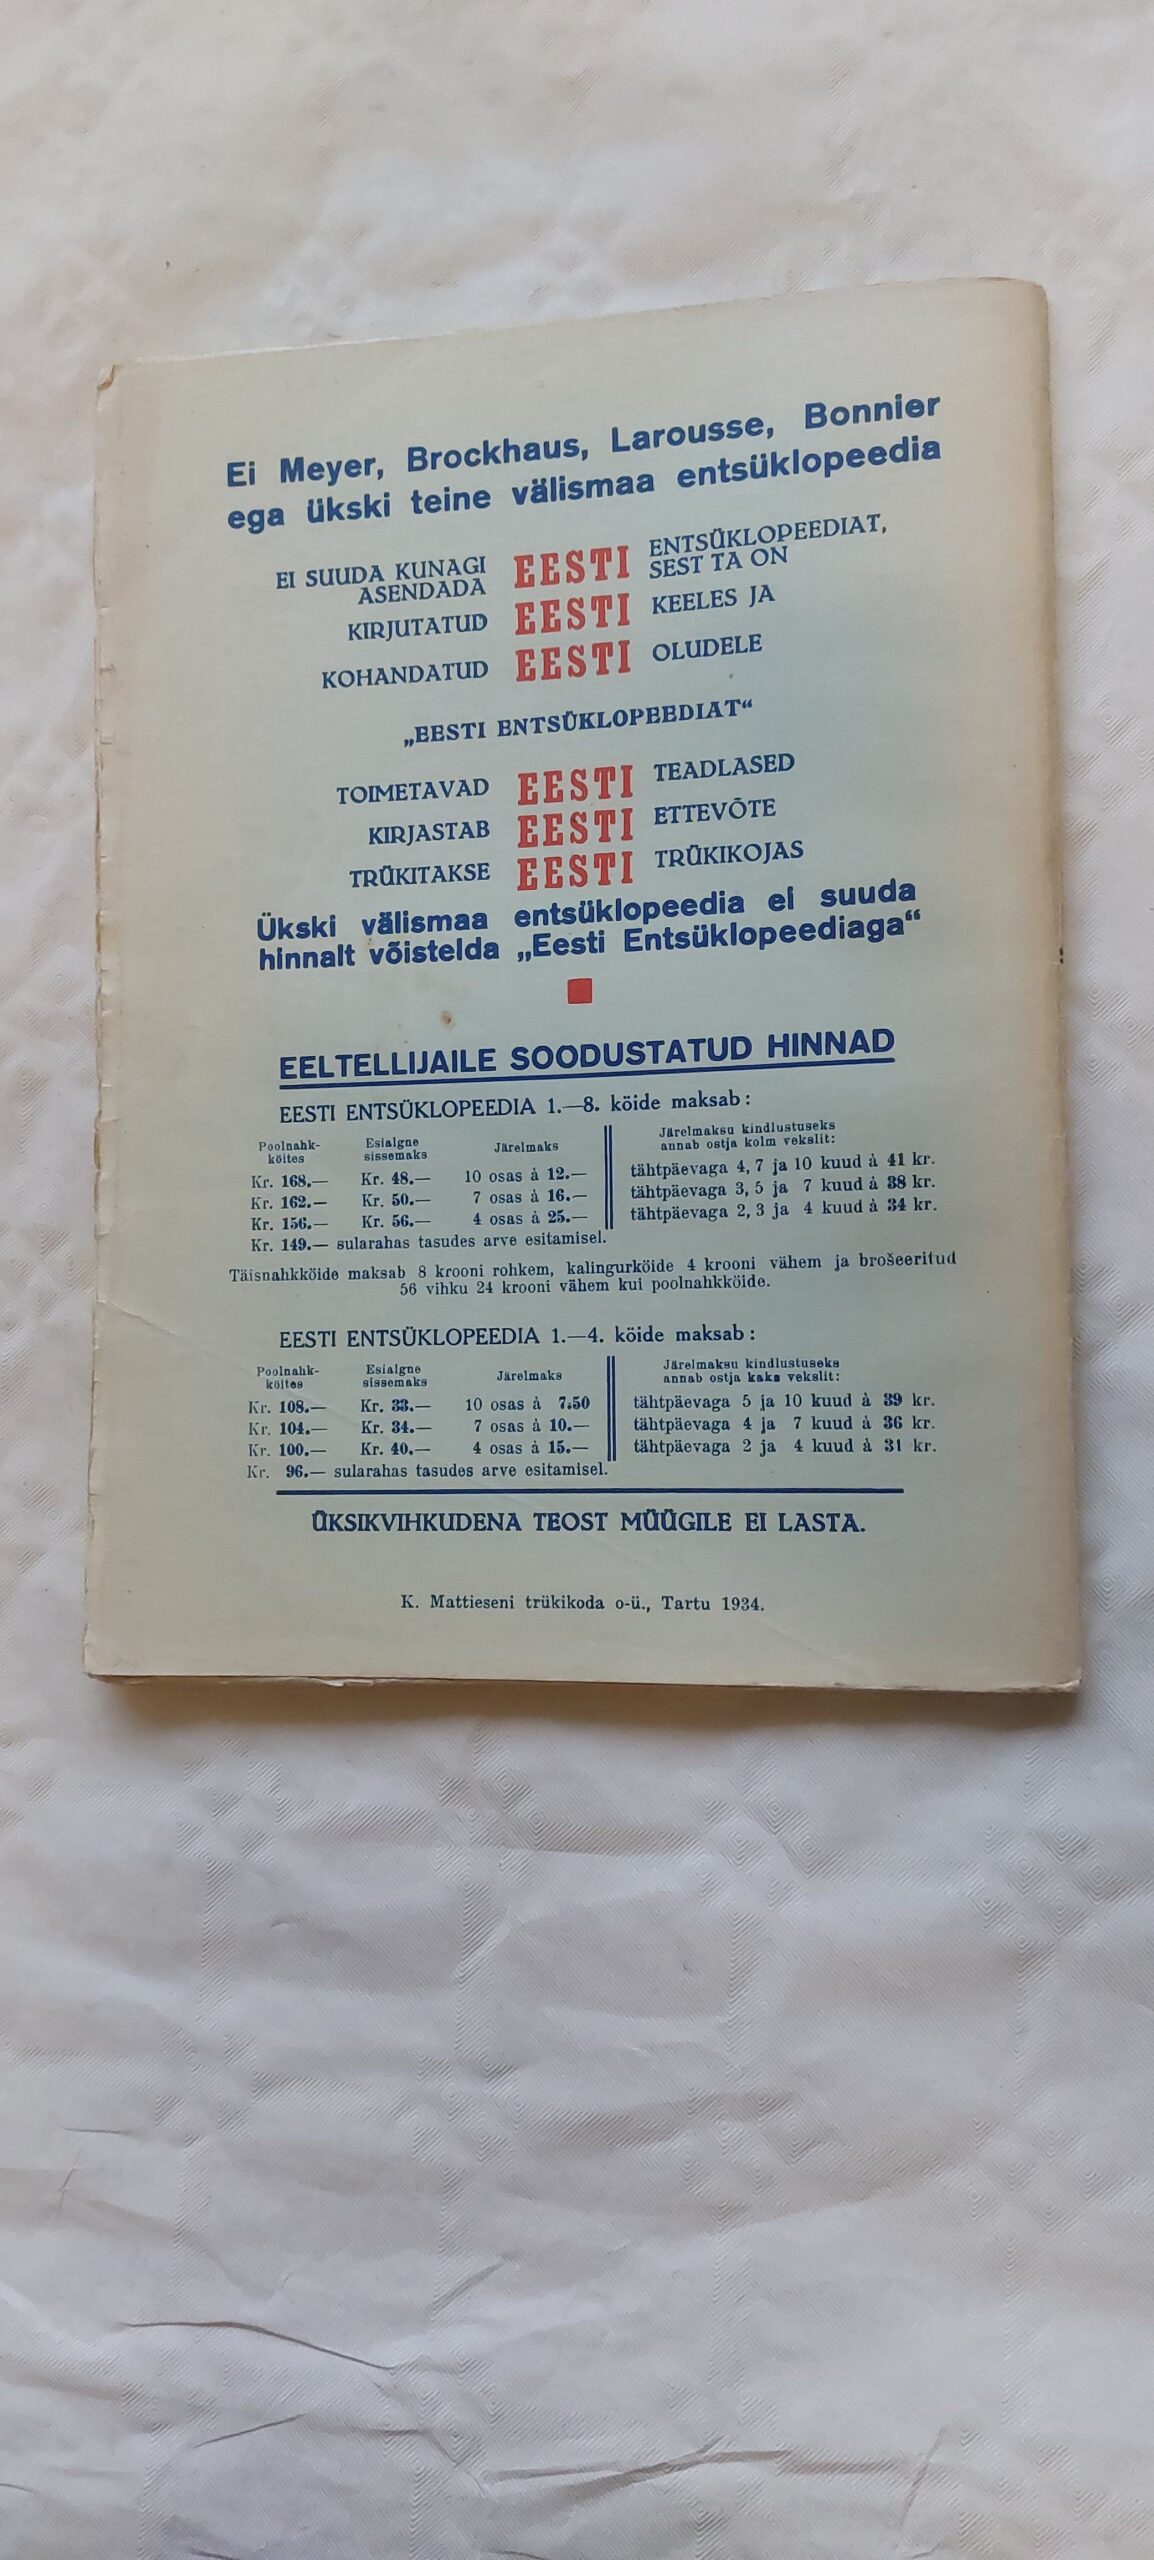 Ei Meyer, Brockhaus, Larousse, Bonnier
ega ükski teine välismaa entsüklopeedia
EI SUUDA KUNAGI ASENDADA EESTI ENTSÜKLOPEEDIAT, SEST TA ON
KIRJUTATUD EESTI KEELES JA
KOHANDATUD EESTI OLUDELE
„EESTI ENTSÜKLOPEEDIAT“
TOIMETAVAD EESTI TEADLASED
KIRJASTAB EESTI ETTEVÕTE
TRÜKITAKSE EESTI TRÜKIKOJAS
Ükski välismaa entsüklopeedia ei suuda
hinnalt võistelda „Eesti Entsüklopeediaga“
EELTELLIJAILE SOODUSTATUD HINNAD
EESTI ENTSÜKLOPEEDIA 1.—8. köide maksab:
Poolnahk-köites Esialgne sissemaks Järelmaks Järelmaksu kindlustuseks annab ostja kolm vekslit:
Kr. 168.— Kr. 48.— 10 osas à 12.— tähtpäevaga 4, 7 ja 10 kuud à 41 kr.
Kr. 162.— Kr. 50.— 7 osas à 16.— tähtpäevaga 3, 5 ja 7 kuud à 38 kr.
Kr. 156.— Kr. 56.— 4 osas à 25.— tähtpäevaga 2, 3 ja 4 kuud à 34 kr.
Kr. 149.— sularahas tasudes arve esitamisel.
Täisnahkköide maksab 8 krooni rohkem, kalingurköide 4 krooni vähem ja brošeeritud
56 vihku 24 krooni vähem kui poolnahkköide.
EESTI ENTSÜKLOPEEDIA 1.—4. köide maksab:
Poolnahk-köites Esialgne sissemaks Järelmaks Järelmaksu kindlustuseks annab ostja kaks vekslit:
Kr. 108.— Kr. 33.— 10 osas à 7.50 tähtpäevaga 5 ja 10 kuud à 39 kr.
Kr. 104.— Kr. 34.— 7 osas à 10.— tähtpäevaga 4 ja 7 kuud à 36 kr.
Kr. 100.— Kr. 40.— 4 osas à 15.— tähtpäevaga 2 ja 4 kuud à 31 kr.
Kr. 96.— sularahas tasudes arve esitamisel.
ÜKSIKVIHKUDENA TEOST MÜÜGILE EI LASTA.
K. Mattieseni trükikoda o-ü., Tartu 1934.